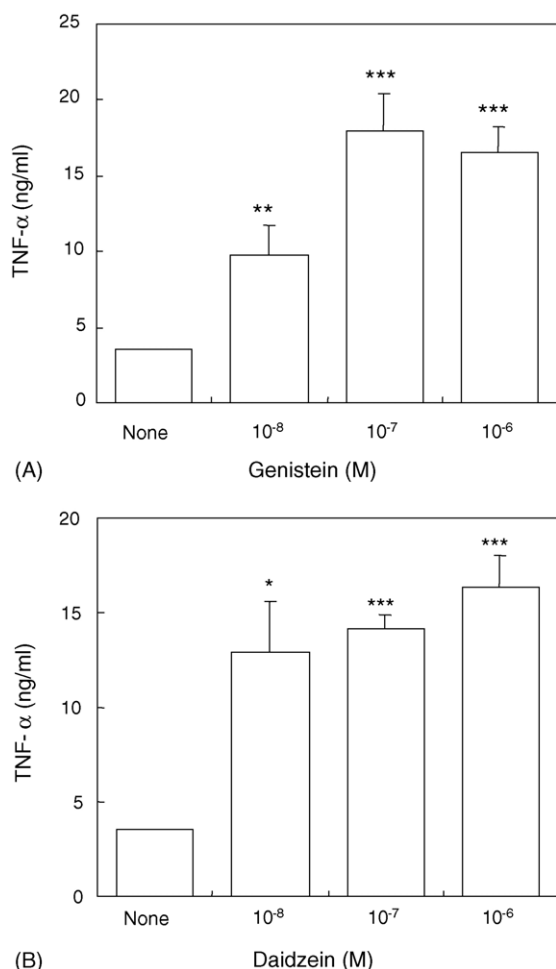 25
20
15
10
5
0
TNF-α (ng/ml)
**
***
***
None 10⁻⁸ 10⁻⁷ 10⁻⁶
(A) Genistein (M)
20
15
10
5
0
TNF- α (ng/ml)
*
***
***
None 10⁻⁸ 10⁻⁷ 10⁻⁶
(B) Daidzein (M)